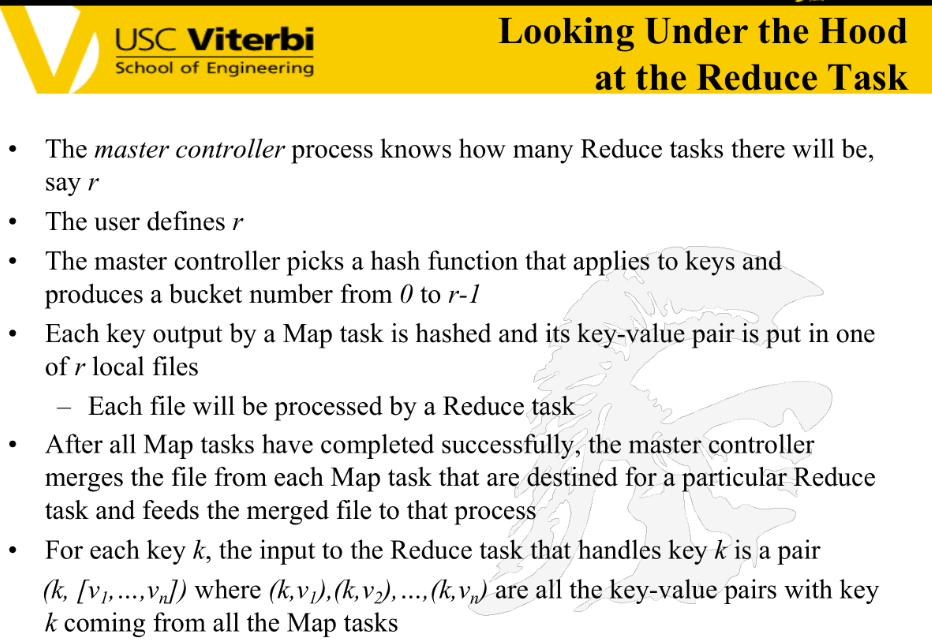 USC Viterbi
School of Engineering
Looking Under the Hood
at the Reduce Task
• The master controller process knows how many Reduce tasks there will be,
say r
• The user defines r
• The master controller picks a hash function that applies to keys and
produces a bucket number from 0 to r-1
• Each key output by a Map task is hashed and its key-value pair is put in one
of r local files
– Each file will be processed by a Reduce task
• After all Map tasks have completed successfully, the master controller
merges the file from each Map task that are destined for a particular Reduce
task and feeds the merged file to that process
• For each key k, the input to the Reduce task that handles key k is a pair
(k, [v₁,…,vₙ]) where (k,v₁),(k,v₂),…,(k,vₙ) are all the key-value pairs with key
k coming from all the Map tasks